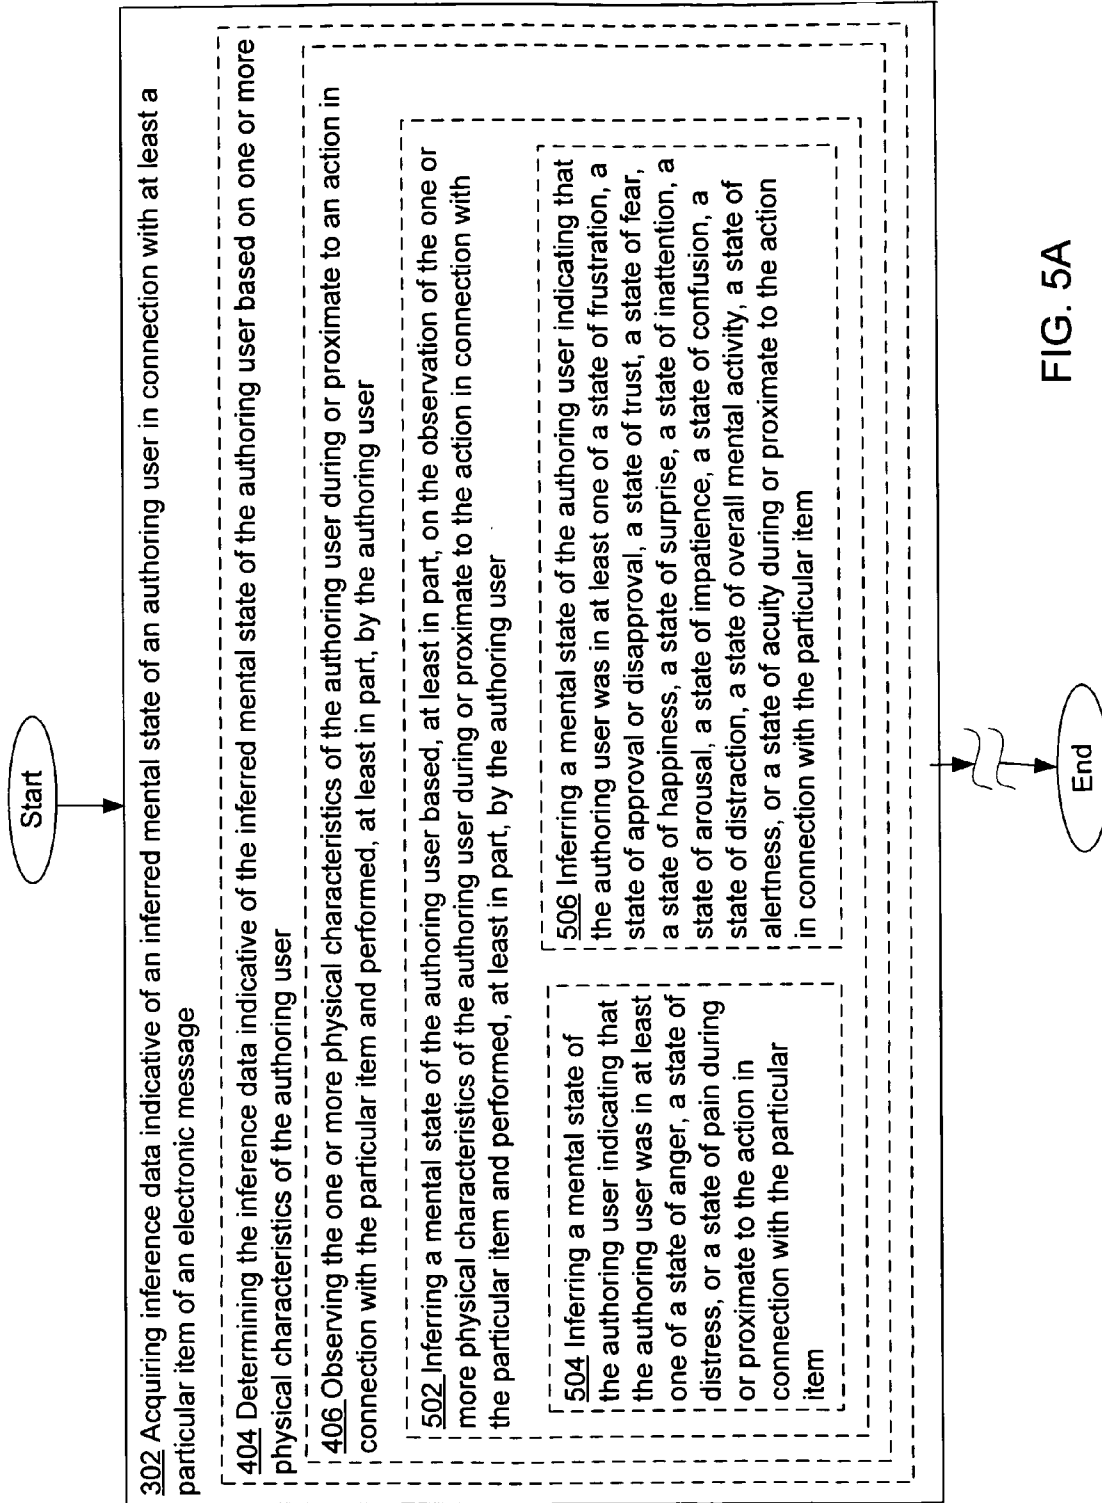 Start
302 Acquiring inference data indicative of an inferred mental state of an authoring user in connection with at least a
particular item of an electronic message
404 Determining the inference data indicative of the inferred mental state of the authoring user based on one or more
physical characteristics of the authoring user
406 Observing the one or more physical characteristics of the authoring user during or proximate to an action in
connection with the particular item and performed, at least in part, by the authoring user
502 Inferring a mental state of the authoring user based, at least in part, on the observation of the one or
more physical characteristics of the authoring user during or proximate to the action in connection with
the particular item and performed, at least in part, by the authoring user
504 Inferring a mental state of
the authoring user indicating that
the authoring user was in at least
one of a state of anger, a state of
distress, or a state of pain during
or proximate to the action in
connection with the particular
item
506 Inferring a mental state of the authoring user indicating that
the authoring user was in at least one of a state of frustration, a
state of approval or disapproval, a state of trust, a state of fear,
a state of happiness, a state of surprise, a state of inattention, a
state of arousal, a state of impatience, a state of confusion, a
state of distraction, a state of overall mental activity, a state of
alertness, or a state of acuity during or proximate to the action
in connection with the particular item
End
FIG. 5A